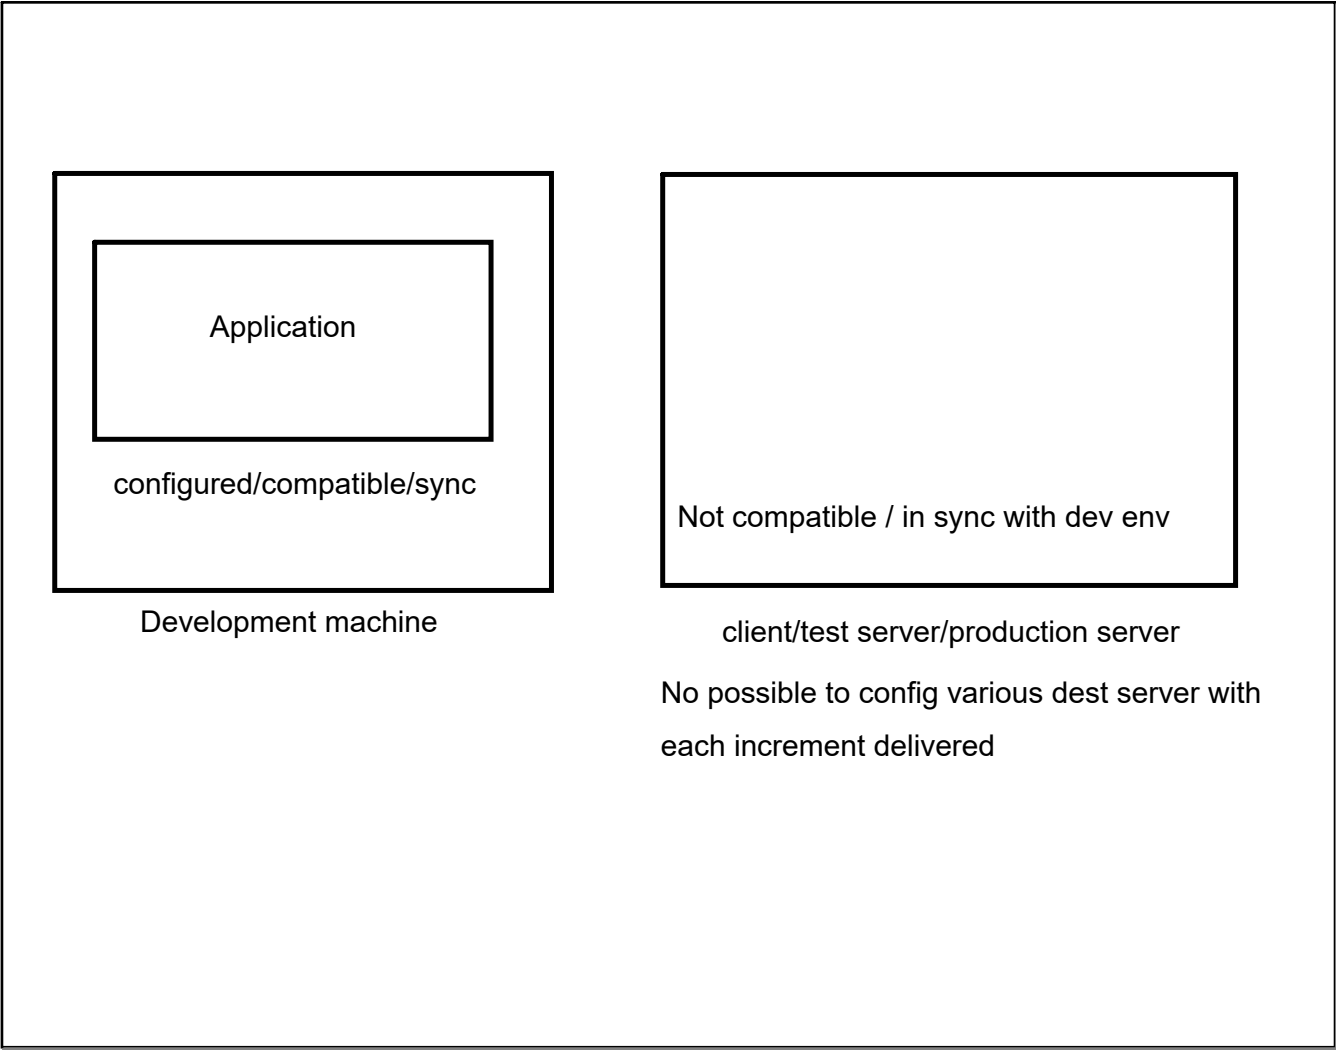 Application
configured/compatible/sync
Development machine
Not compatible / in sync with dev env
client/test server/production server
No possible to config various dest server with
each increment delivered